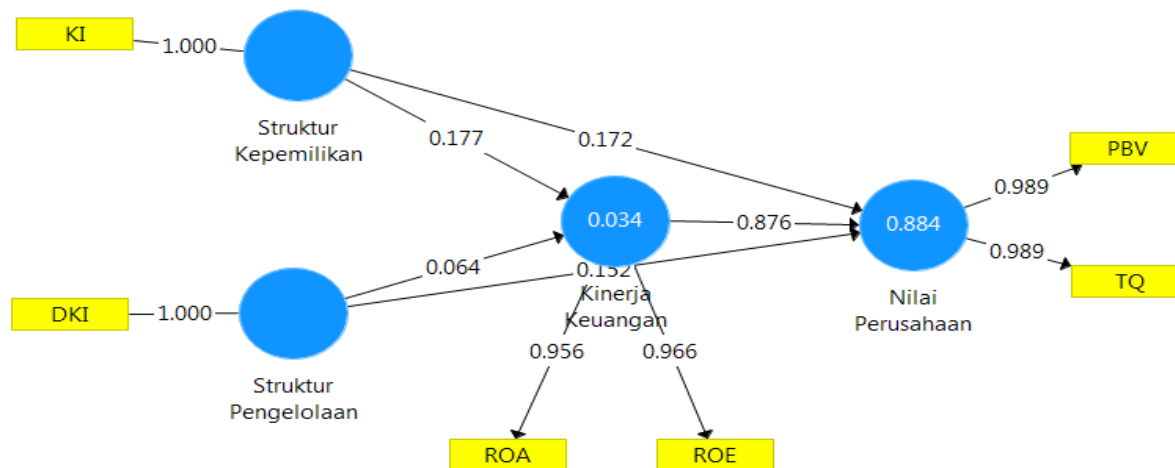 KI
1.000
Struktur
Kepemilikan
0.177
0.172
PBV
0.989
0.034
0.876
0.884
0.989
TQ
0.064
0.152
Kinerja
Keuangan
Nilai
Perusahaan
DKI
1.000
0.956
0.966
Struktur
Pengelolaan
ROA
ROE